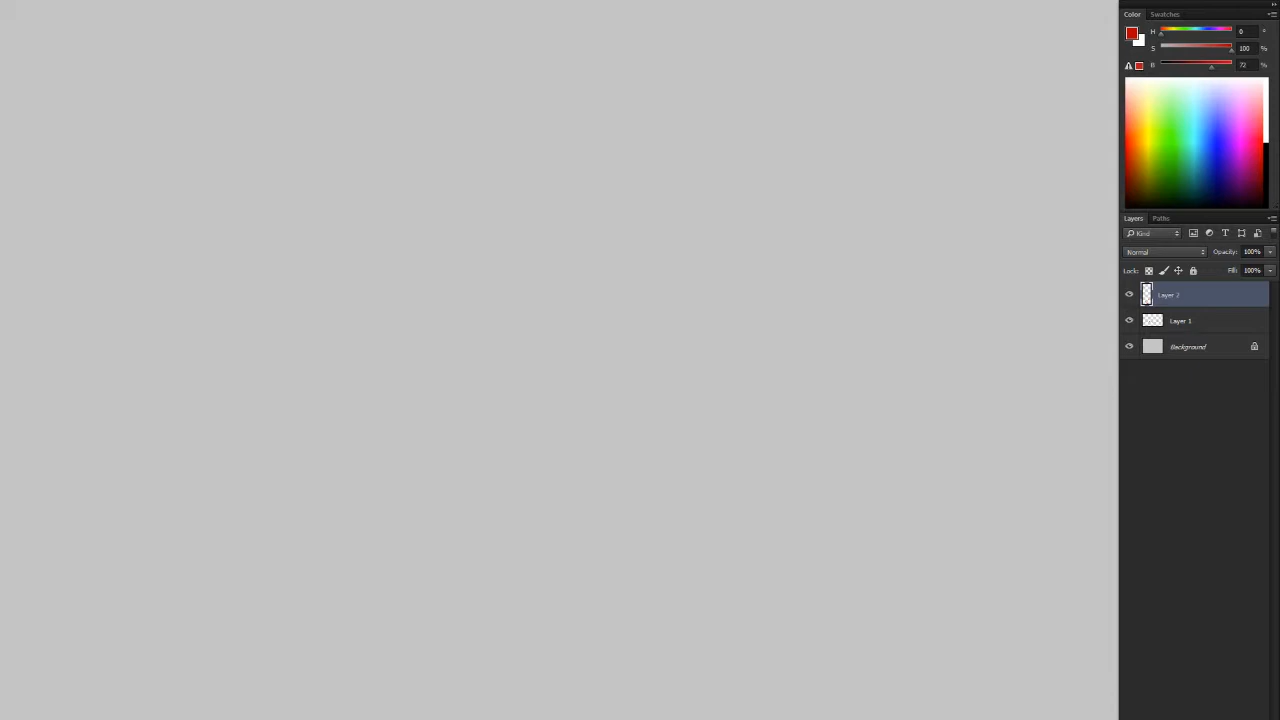 Color Swatches
H 0 °
S 100 %
B 72 %
Layers Paths
Kind
Normal Opacity: 100%
Lock: Fill: 100%
Layer 2
Layer 1
Background